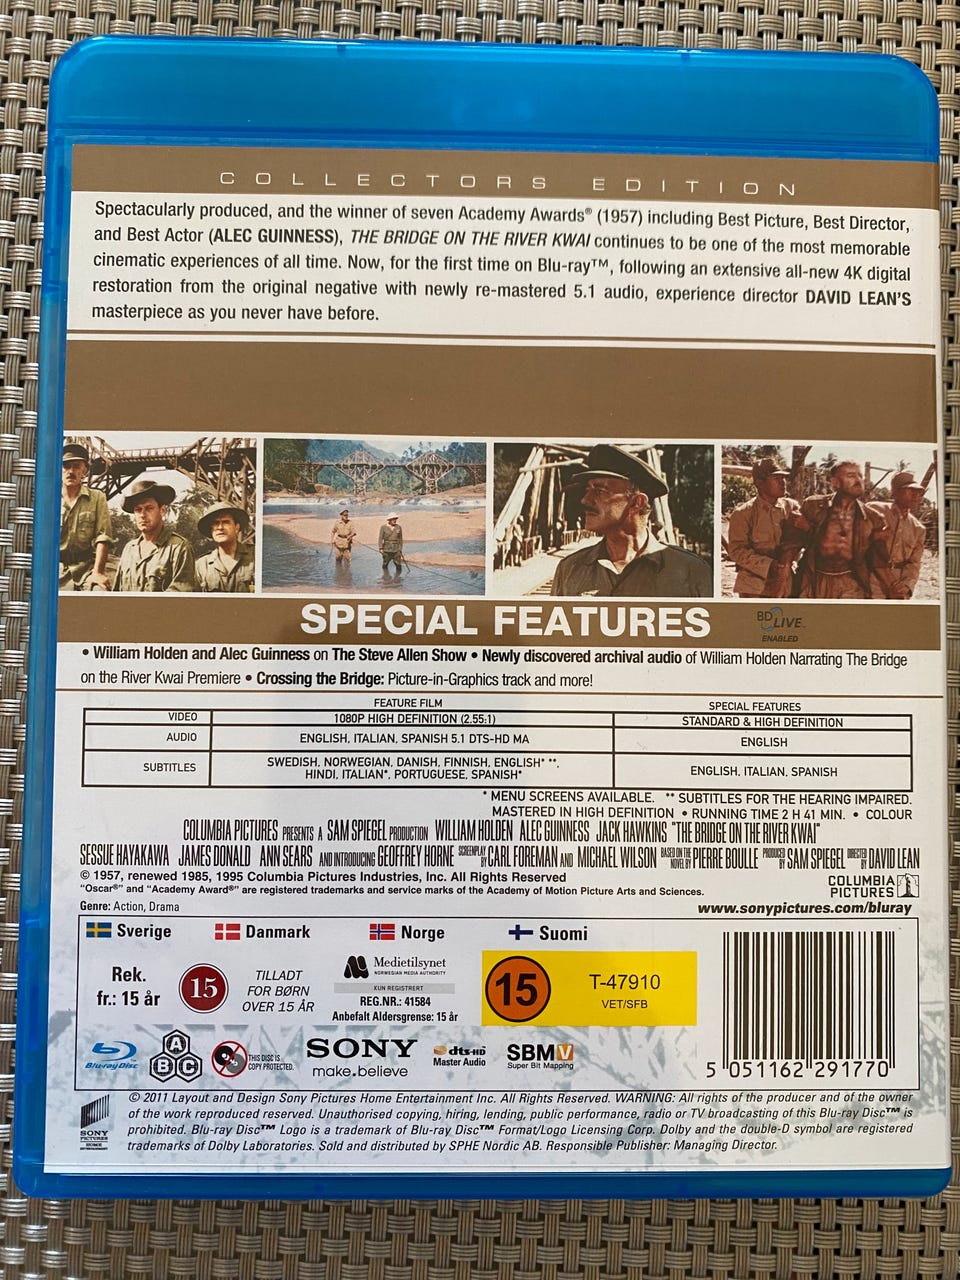 COLLECTORS EDITION
Spectacularly produced, and the winner of seven Academy Awards® (1957) including Best Picture, Best Director,
and Best Actor (ALEC GUINNESS), THE BRIDGE ON THE RIVER KWAI continues to be one of the most memorable
cinematic experiences of all time. Now, for the first time on Blu-ray™, following an extensive all-new 4K digital
restoration from the original negative with newly re-mastered 5.1 audio, experience director DAVID LEAN'S
masterpiece as you never have before.
SPECIAL FEATURES
BD LIVE™
ENABLED
• William Holden and Alec Guinness on The Steve Allen Show • Newly discovered archival audio of William Holden Narrating The Bridge
on the River Kwai Premiere • Crossing the Bridge: Picture-in-Graphics track and more!
FEATURE FILM SPECIAL FEATURES
VIDEO 1080P HIGH DEFINITION (2.55:1) STANDARD & HIGH DEFINITION
AUDIO ENGLISH, ITALIAN, SPANISH 5.1 DTS-HD MA ENGLISH
SUBTITLES SWEDISH, NORWEGIAN, DANISH, FINNISH, ENGLISH* **,
HINDI, ITALIAN*, PORTUGUESE, SPANISH* ENGLISH, ITALIAN, SPANISH
* MENU SCREENS AVAILABLE. ** SUBTITLES FOR THE HEARING IMPAIRED.
MASTERED IN HIGH DEFINITION • RUNNING TIME 2 H 41 MIN. • COLOUR
COLUMBIA PICTURES PRESENTS A SAM SPIEGEL PRODUCTION WILLIAM HOLDEN ALEC GUINNESS JACK HAWKINS "THE BRIDGE ON THE RIVER KWAI"
SESSUE HAYAKAWA JAMES DONALD ANN SEARS AND INTRODUCING GEOFFREY HORNE SCREENPLAY BY CARL FOREMAN AND MICHAEL WILSON BASED ON THE NOVEL BY PIERRE BOULLE PRODUCED BY SAM SPIEGEL DIRECTED BY DAVID LEAN
© 1957, renewed 1985, 1995 Columbia Pictures Industries, Inc. All Rights Reserved
"Oscar®" and "Academy Award®" are registered trademarks and service marks of the Academy of Motion Picture Arts and Sciences.
COLUMBIA
PICTURES
Genre: Action, Drama
www.sonypictures.com/bluray
Sverige Danmark Norge Suomi
Rek.
fr.: 15 år
15
TILLADT
FOR BØRN
OVER 15 ÅR
Medietilsynet
NORWEGIAN MEDIA AUTHORITY
KUN REGISTRERT
REG.NR.: 41584
Anbefalt Aldersgrense: 15 år
15
T-47910
VET/SFB
Blu-ray Disc™
A
B C
THIS DISC IS
COPY PROTECTED.
SONY
make.believe
dts-HD
Master Audio
SBMV
Super Bit Mapping
5 051162 291770
SONY
PICTURES
HOME
ENTERTAINMENT
© 2011 Layout and Design Sony Pictures Home Entertainment Inc. All Rights Reserved. WARNING: All rights of the producer and of the owner
of the work reproduced reserved. Unauthorised copying, hiring, lending, public performance, radio or TV broadcasting of this Blu-ray Disc™ is
prohibited. Blu-ray Disc™ Logo is a trademark of Blu-ray Disc™ Format/Logo Licensing Corp. Dolby and the double-D symbol are registered
trademarks of Dolby Laboratories. Sold and distributed by SPHE Nordic AB. Responsible Publisher: Managing Director.